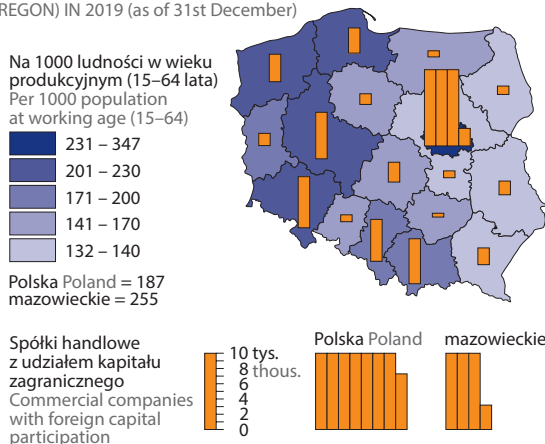 REGON) IN 2019 (as of 31st December)
Na 1000 ludności w wieku
produkcyjnym (15–64 lata)
Per 1000 population
at working age (15–64)
231 – 347
201 – 230
171 – 200
141 – 170
132 – 140
Polska Poland = 187
mazowieckie = 255
Spółki handlowe
z udziałem kapitału
zagranicznego
Commercial companies
with foreign capital
participation
10 tys.
8 thous.
6
4
2
0
Polska Poland
mazowieckie